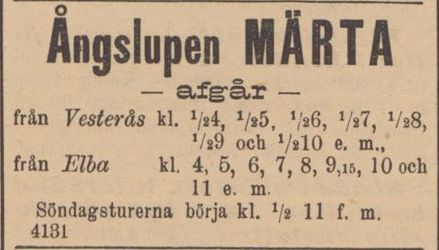 Ångslupen MÄRTA
— afgår —
från Vesterås kl. 1/24, 1/25, 1/26, 1/27, 1/28,
1/29 och 1/210 e. m.,
från Elba kl. 4, 5, 6, 7, 8, 9,15, 10 och
11 e. m.
Söndagsturerna börja kl. 1/2 11 f. m.
4131